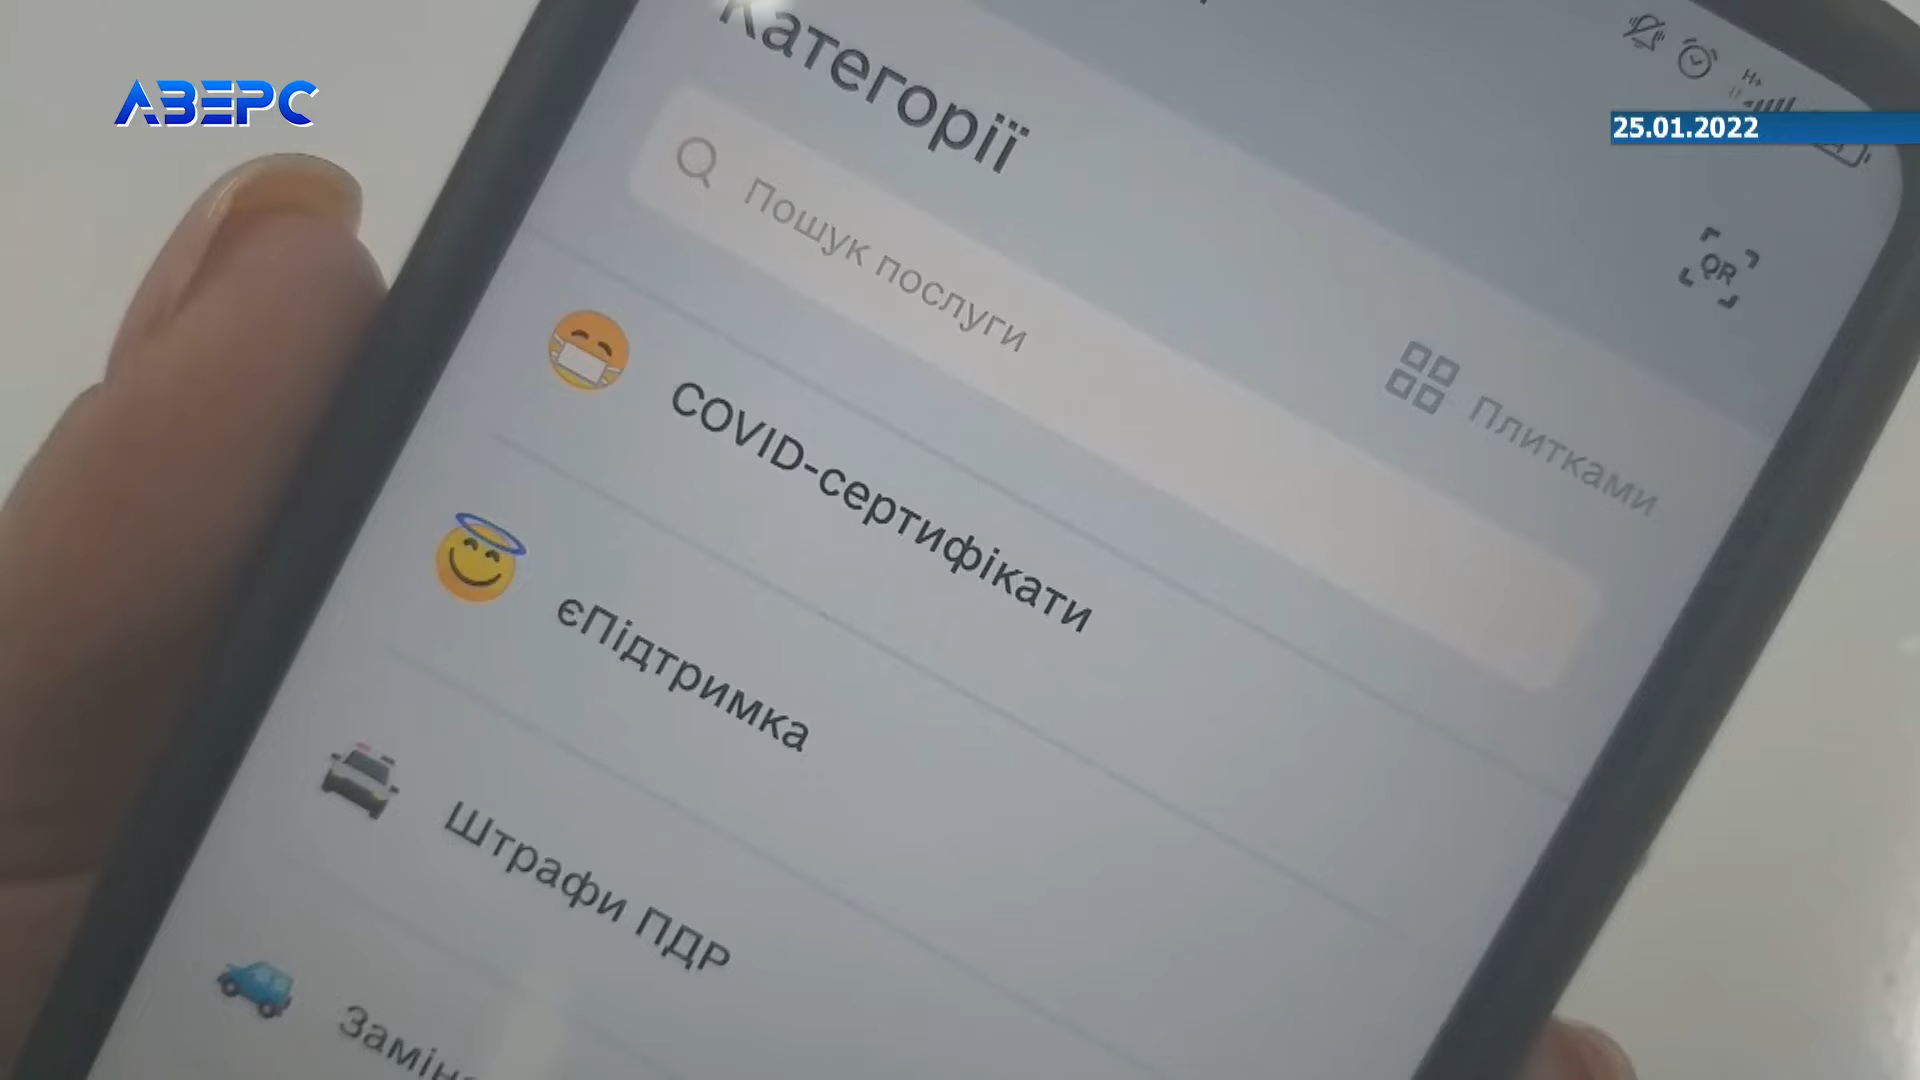 АВЕРС
25.01.2022
H+
Категорії
QR
Пошук послуги
Плитками
COVID-сертифікати
єПідтримка
Штрафи ПДР